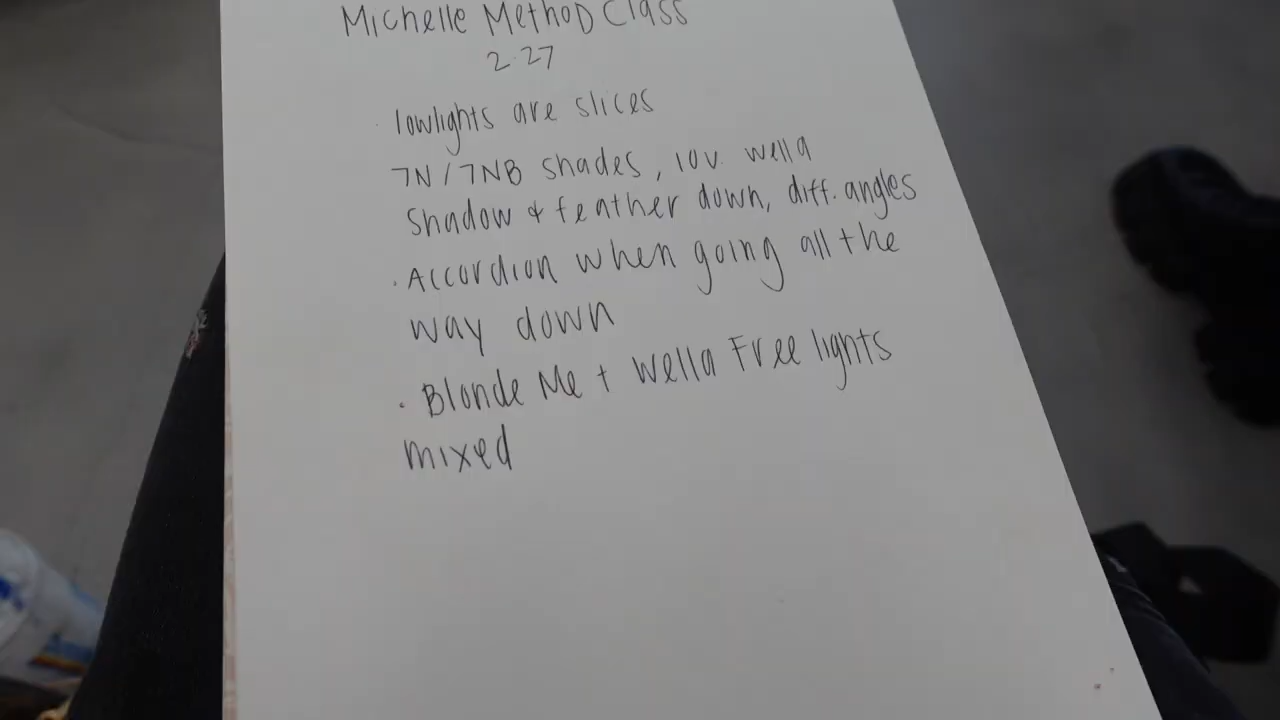 Michelle Method Class
2.27
· lowlights are slices
7N/7NB shades, 10v. wella
shadow & feather down, diff. angles
· Accordion when going all the
way down
· Blonde Me + wella Free lights
mixed